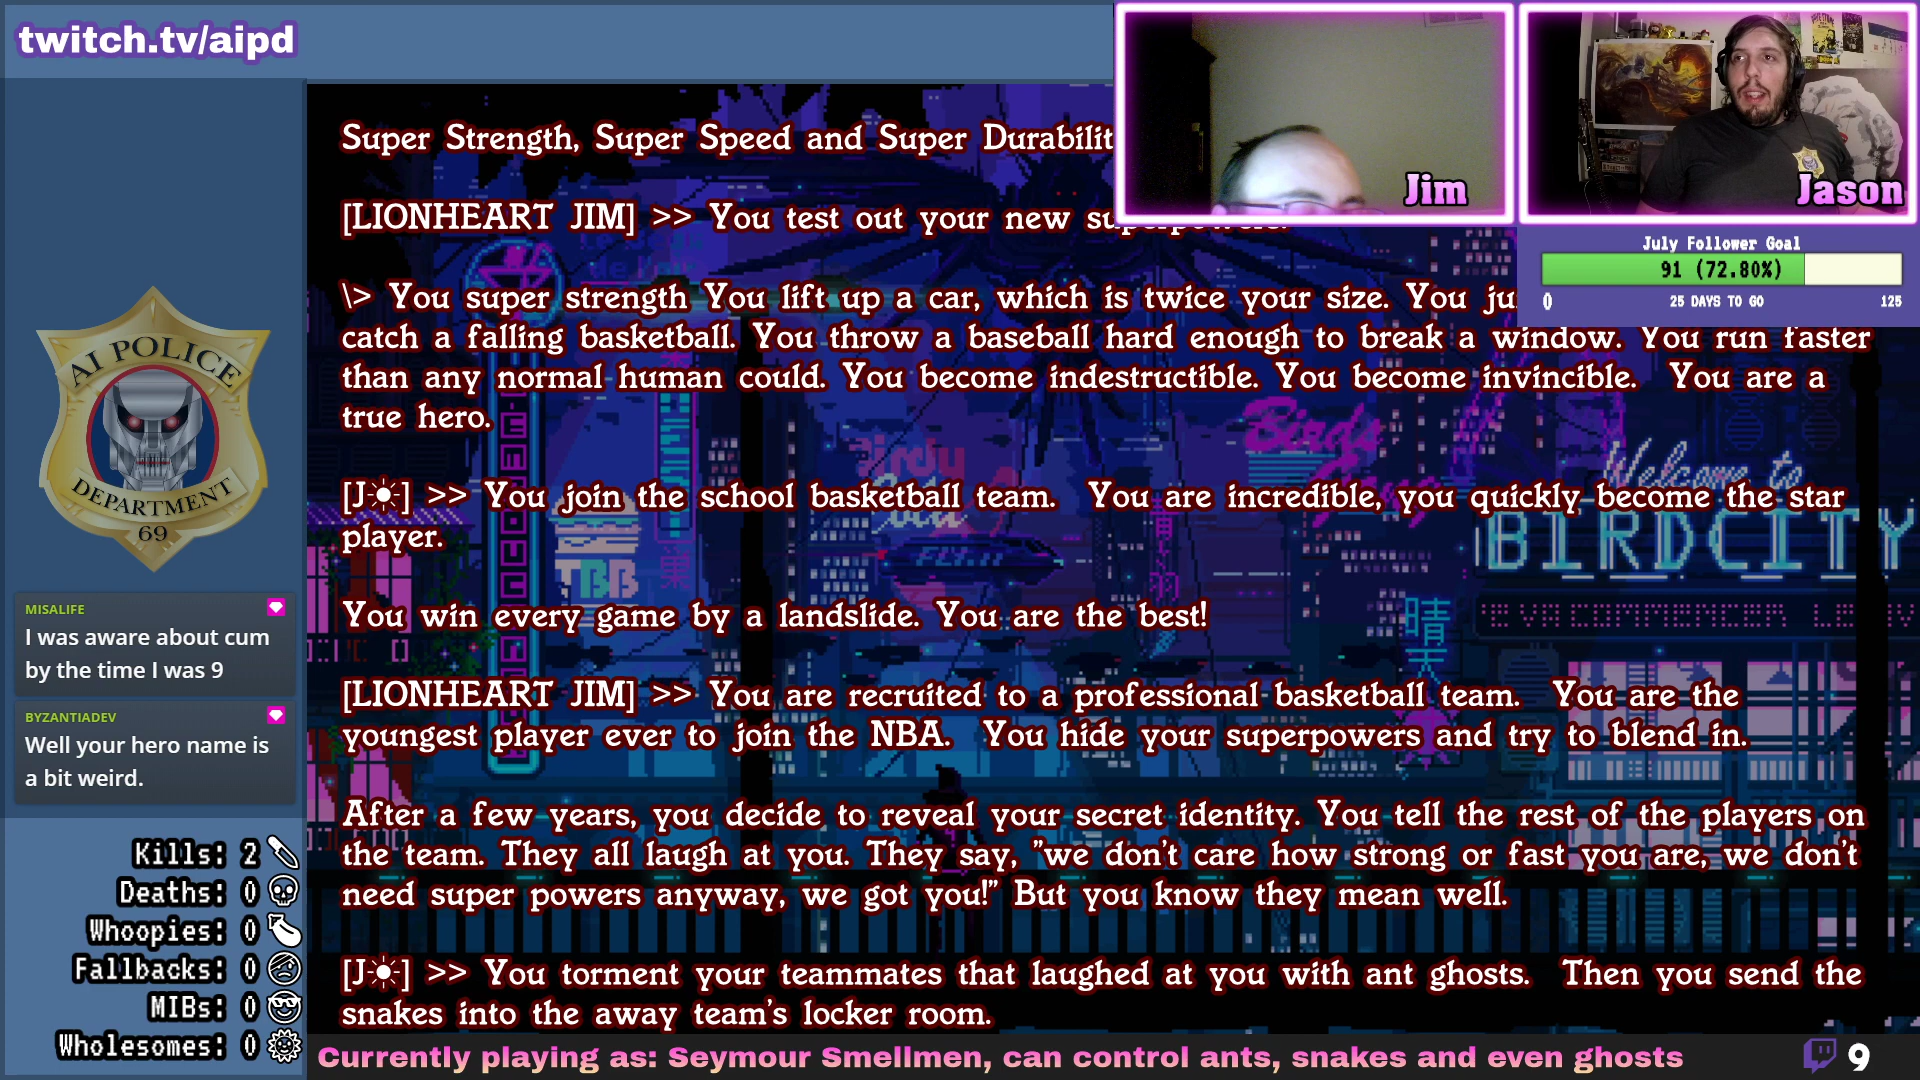 twitch.tv/aipd
Jim
Jason
July Follower Goal
91 (72.80%)
0
25 DAYS TO GO
125
Super Strength, Super Speed and Super Durabilit
[LIONHEART JIM] >> You test out your new superpowers.
\> You super strength You lift up a car, which is twice your size. You ju
catch a falling basketball. You throw a baseball hard enough to break a window. You run faster
than any normal human could. You become indestructible. You become invincible. You are a
true hero.
[J☀] >> You join the school basketball team. You are incredible, you quickly become the star
player.
You win every game by a landslide. You are the best!
[LIONHEART JIM] >> You are recruited to a professional basketball team. You are the
youngest player ever to join the NBA. You hide your superpowers and try to blend in.
After a few years, you decide to reveal your secret identity. You tell the rest of the players on
the team. They all laugh at you. They say, "we don't care how strong or fast you are, we don't
need super powers anyway, we got you!" But you know they mean well.
[J☀] >> You torment your teammates that laughed at you with ant ghosts. Then you send the
snakes into the away team's locker room.
Birds
Welcome to
BIRDCITY
TBB
晴天
AI POLICE
DEPARTMENT
69
MISALIFE
I was aware about cum
by the time I was 9
BYZANTIADEV
Well your hero name is
a bit weird.
Kills: 2
Deaths: 0
Whoopies: 0
Fallbacks: 0
MIBs: 0
Wholesomes: 0
Currently playing as: Seymour Smellmen, can control ants, snakes and even ghosts
9